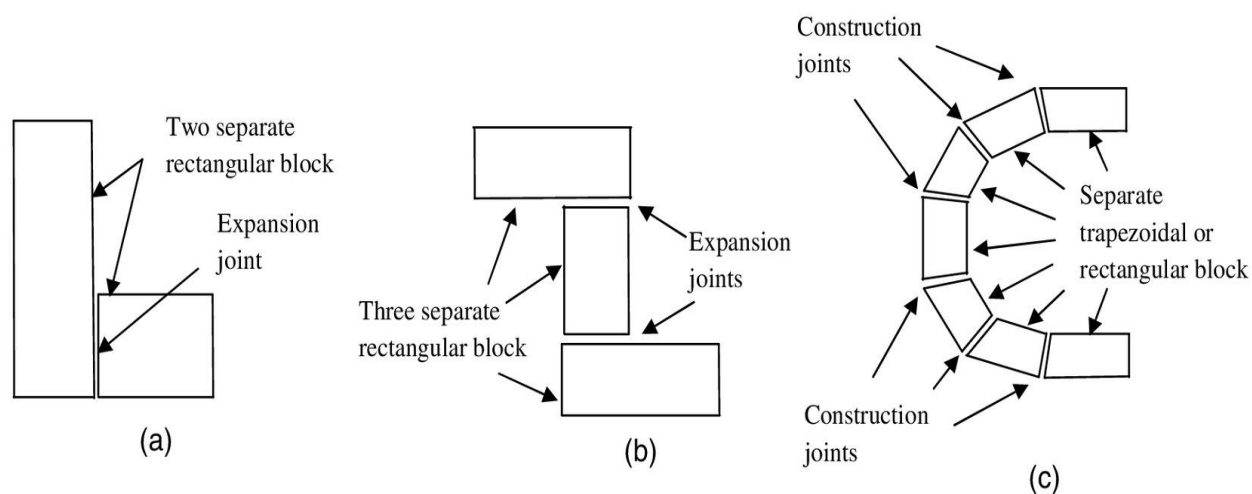 Two separate
rectangular block
Expansion
joint
(a)
Three separate
rectangular block
Expansion
joints
(b)
Construction
joints
Separate
trapezoidal or
rectangular block
Construction
joints
(c)